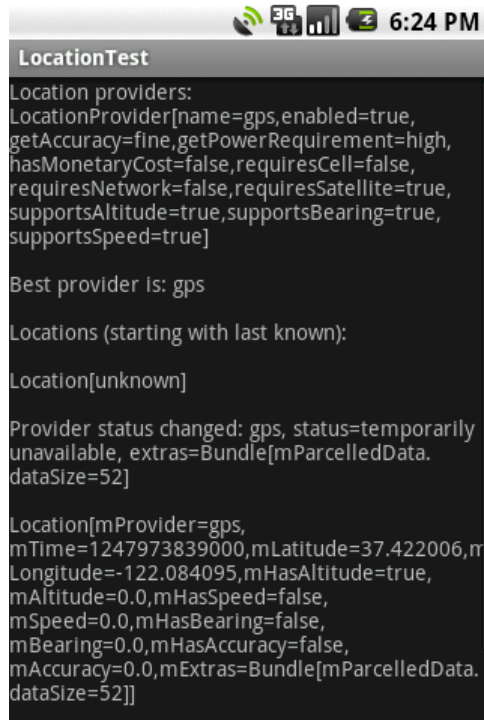 3G 6:24 PM
LocationTest
Location providers:
LocationProvider[name=gps,enabled=true,
getAccuracy=fine,getPowerRequirement=high,
hasMonetaryCost=false,requiresCell=false,
requiresNetwork=false,requiresSatellite=true,
supportsAltitude=true,supportsBearing=true,
supportsSpeed=true]
Best provider is: gps
Locations (starting with last known):
Location[unknown]
Provider status changed: gps, status=temporarily
unavailable, extras=Bundle[mParcelledData.
dataSize=52]
Location[mProvider=gps,
mTime=1247973839000,mLatitude=37.422006,m
Longitude=-122.084095,mHasAltitude=true,
mAltitude=0.0,mHasSpeed=false,
mSpeed=0.0,mHasBearing=false,
mBearing=0.0,mHasAccuracy=false,
mAccuracy=0.0,mExtras=Bundle[mParcelledData.
dataSize=52]]